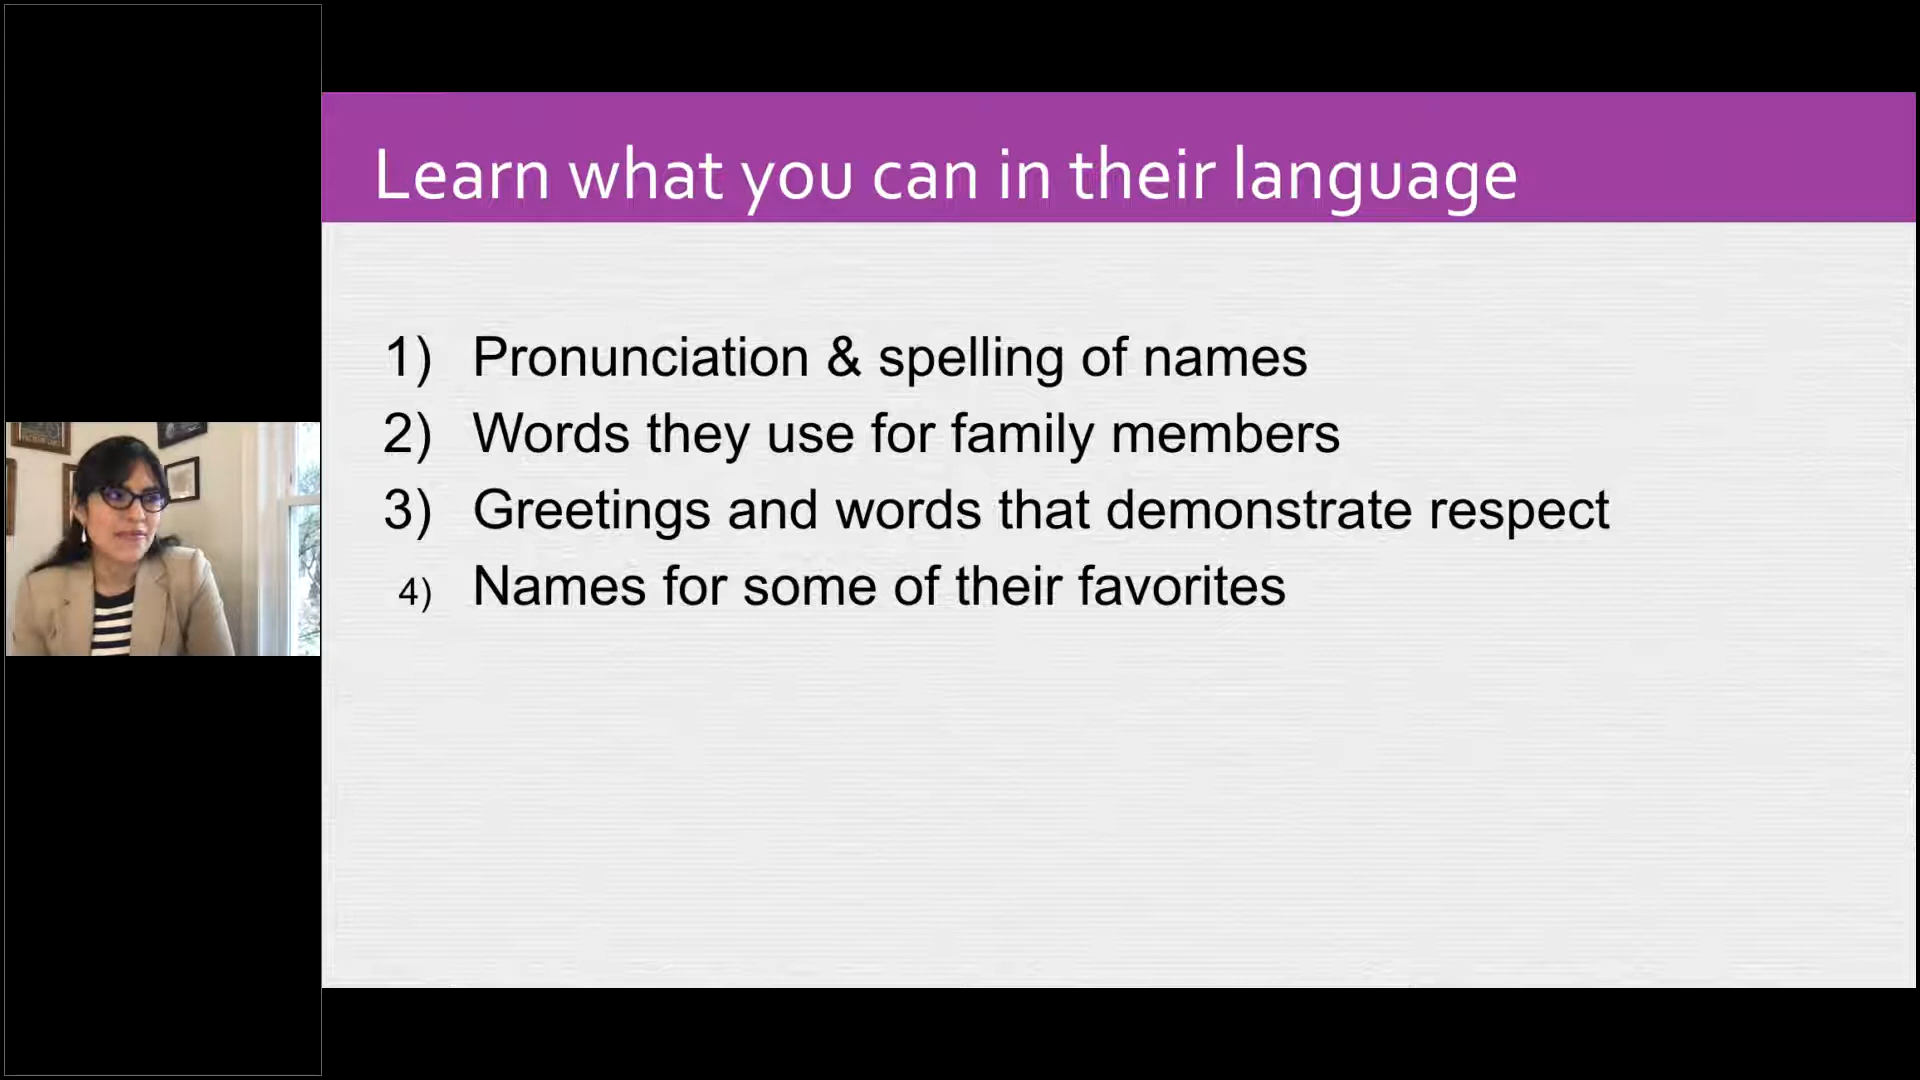 Learn what you can in their language
1) Pronunciation & spelling of names
2) Words they use for family members
3) Greetings and words that demonstrate respect
4) Names for some of their favorites